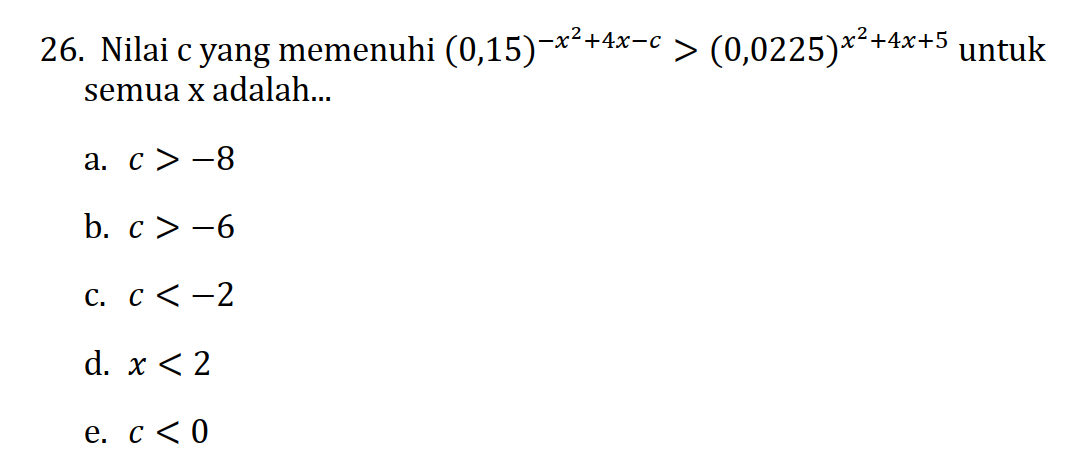 26. Nilai c yang memenuhi (0,15)^{-x^2+4x-c} > (0,0225)^{x^2+4x+5} untuk
semua x adalah...
a. c > −8
b. c > −6
c. c < −2
d. x < 2
e. c < 0